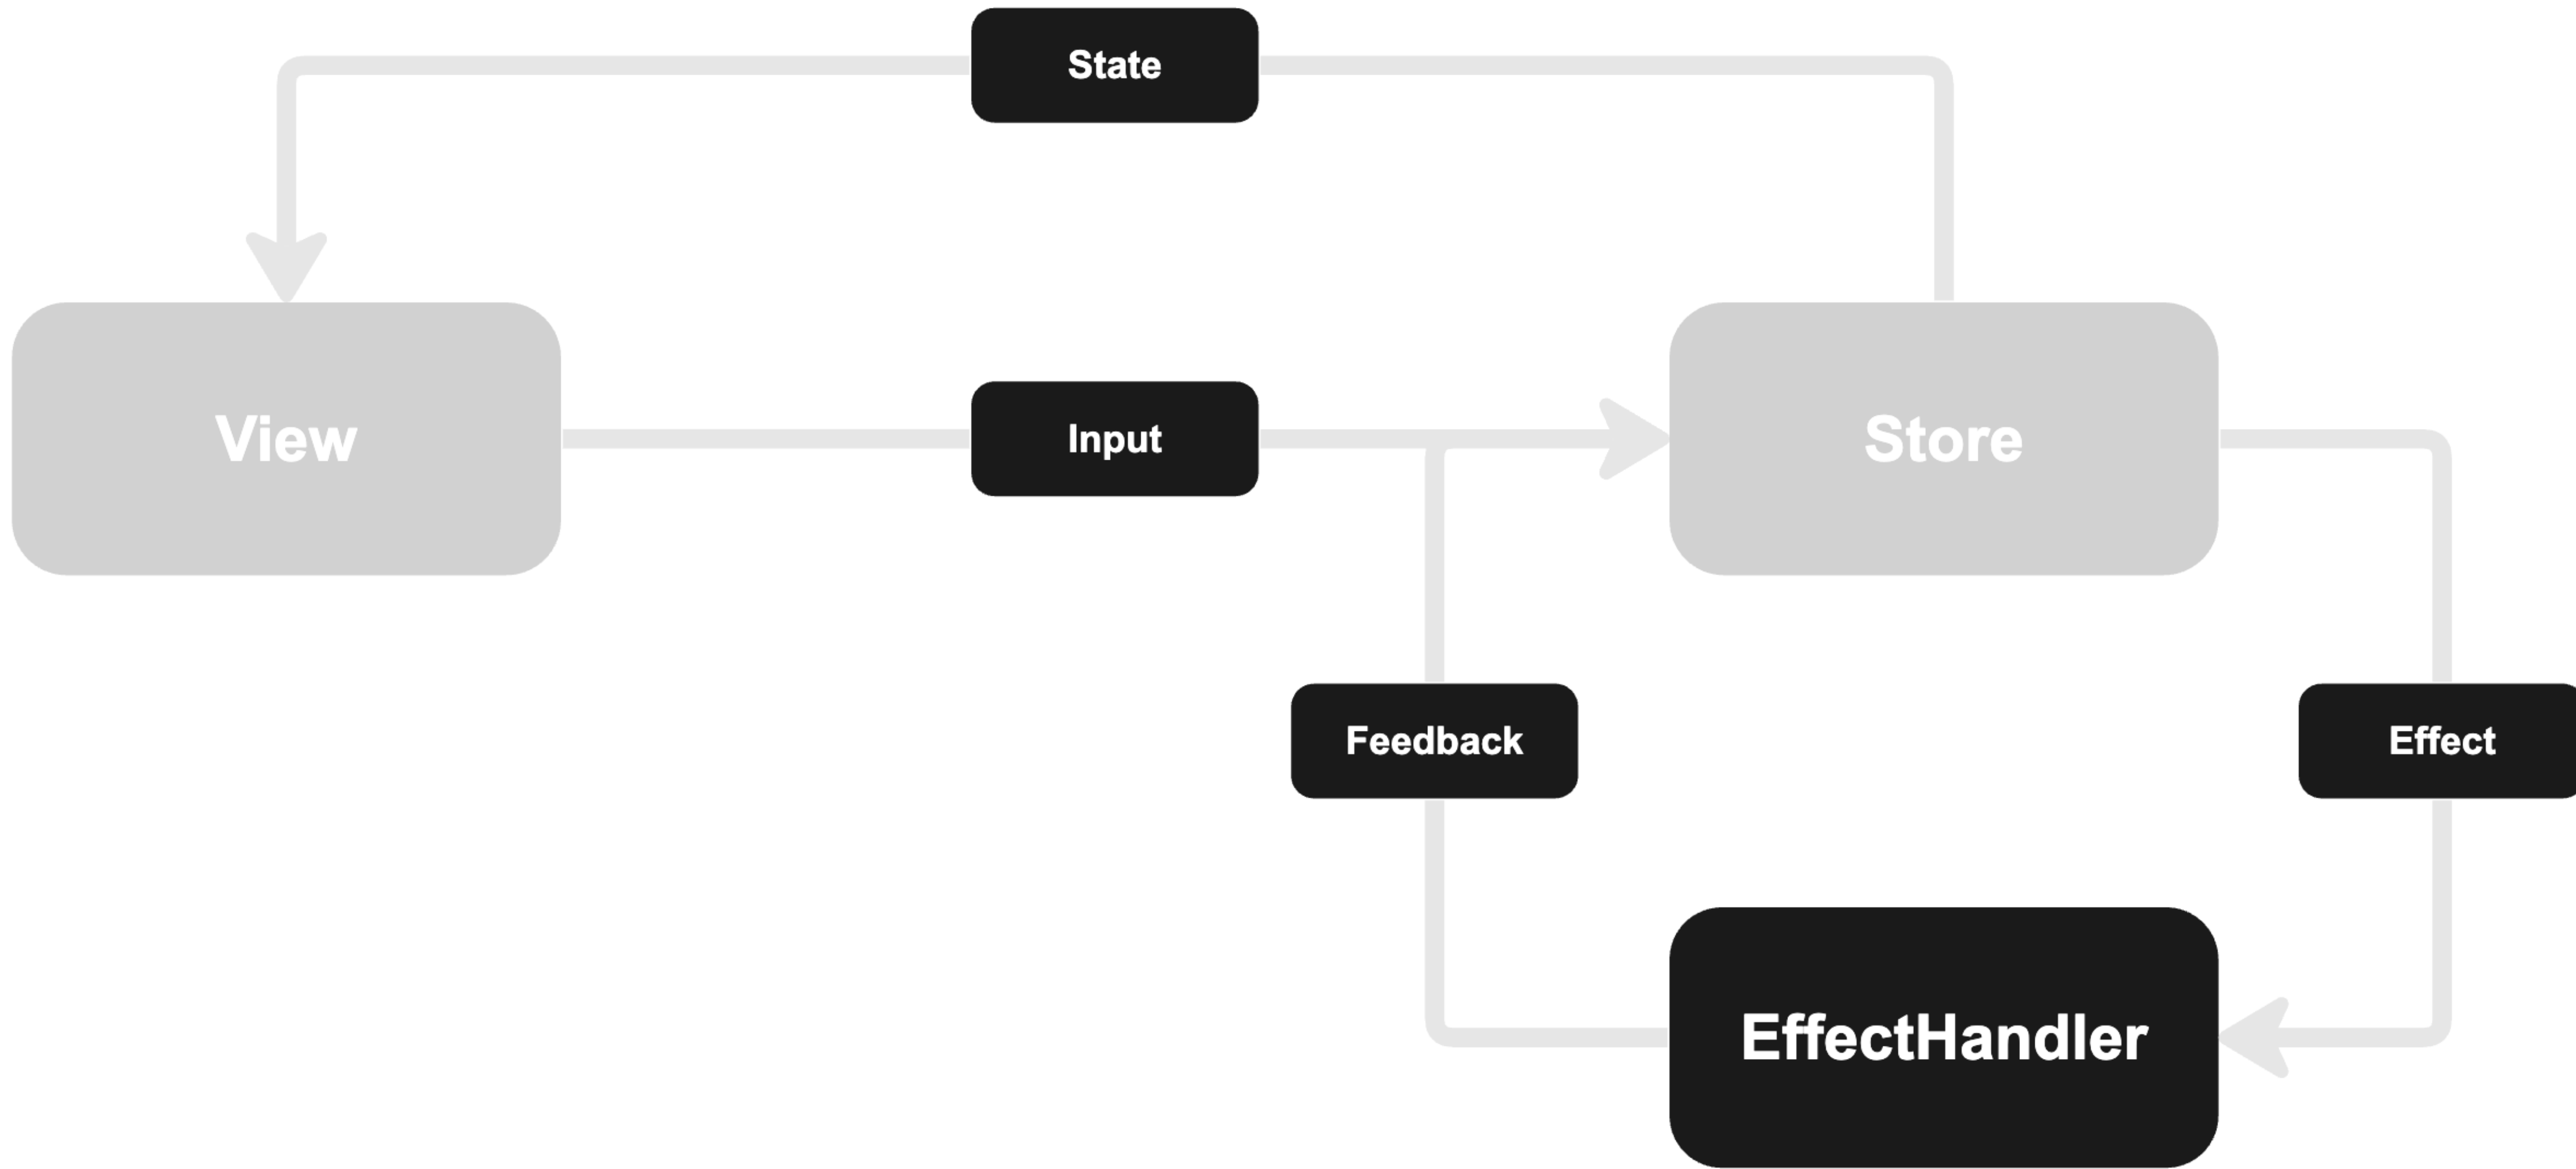 State
View
Input
Store
Feedback
Effect
EffectHandler